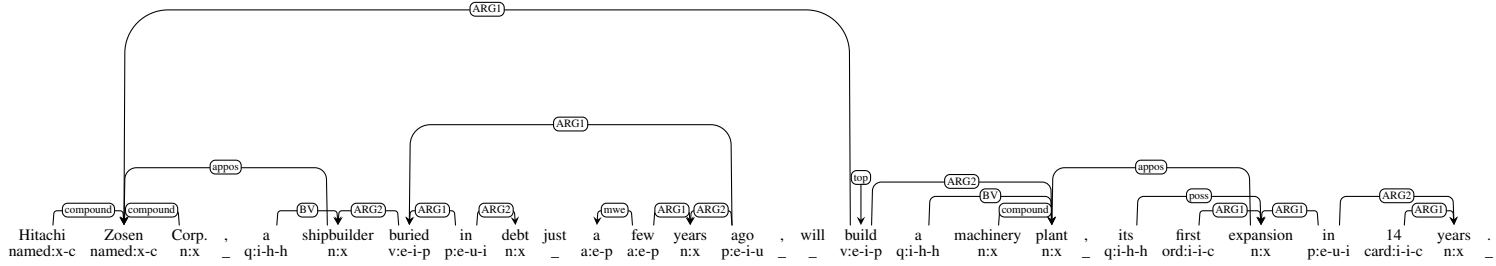 ARG1
ARG1
appos appos
top
ARG2
compound compound BV ARG2 ARG1 ARG2 mwe ARG1 ARG2 BV compound poss ARG1 ARG1 ARG2 ARG1
Hitachi Zosen Corp. , a shipbuilder buried in debt just a few years ago , will build a machinery plant , its first expansion in 14 years .
named:x-c named:x-c n:x _ q:i-h-h n:x v:e-i-p p:e-u-i n:x _ a:e-p a:e-p n:x p:e-i-u _ _ v:e-i-p q:i-h-h n:x n:x _ q:i-h-h ord:i-i-c n:x p:e-u-i card:i-i-c n:x _